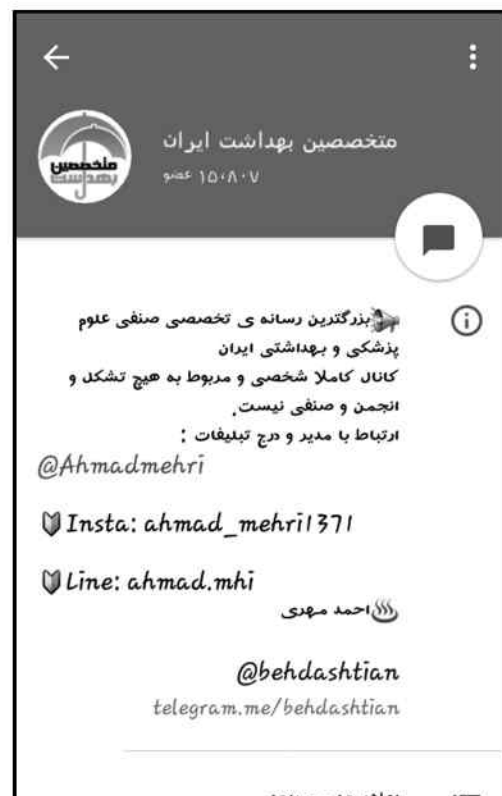 متخصصین بهداشت ایران
۱۵۰۸۰۷ عضو
متخصصین
بهداشت
بزرگترین رسانه ی تخصصی صنفی علوم
پزشکی و بهداشتی ایران
کانال کاملا شخصی و مربوط به هیچ تشکل و
انجمن و صنفی نیست.
ارتباط با مدیر و درج تبلیغات :
@Ahmadmehri
Insta: ahmad_mehri1371
Line: ahmad.mhi
احمد مهری
@behdashtian
telegram.me/behdashtian